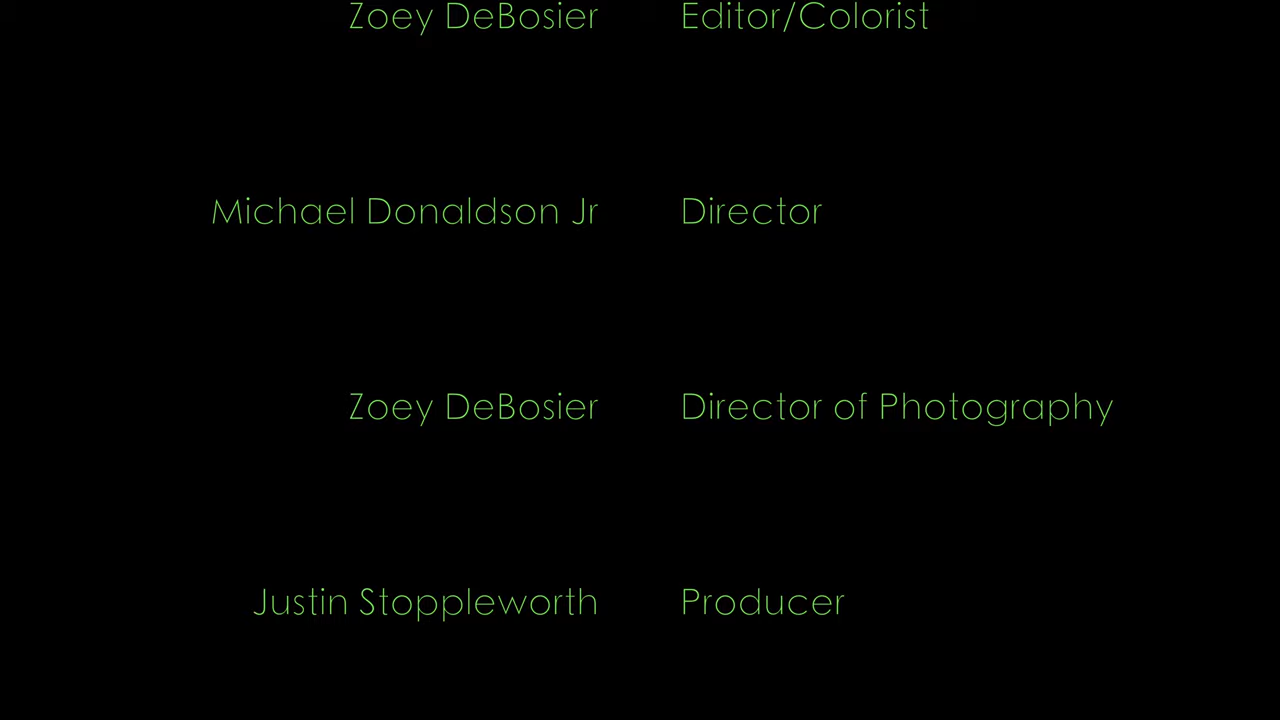 Zoey DeBosier Editor/Colorist
Michael Donaldson Jr Director
Zoey DeBosier Director of Photography
Justin Stoppleworth Producer